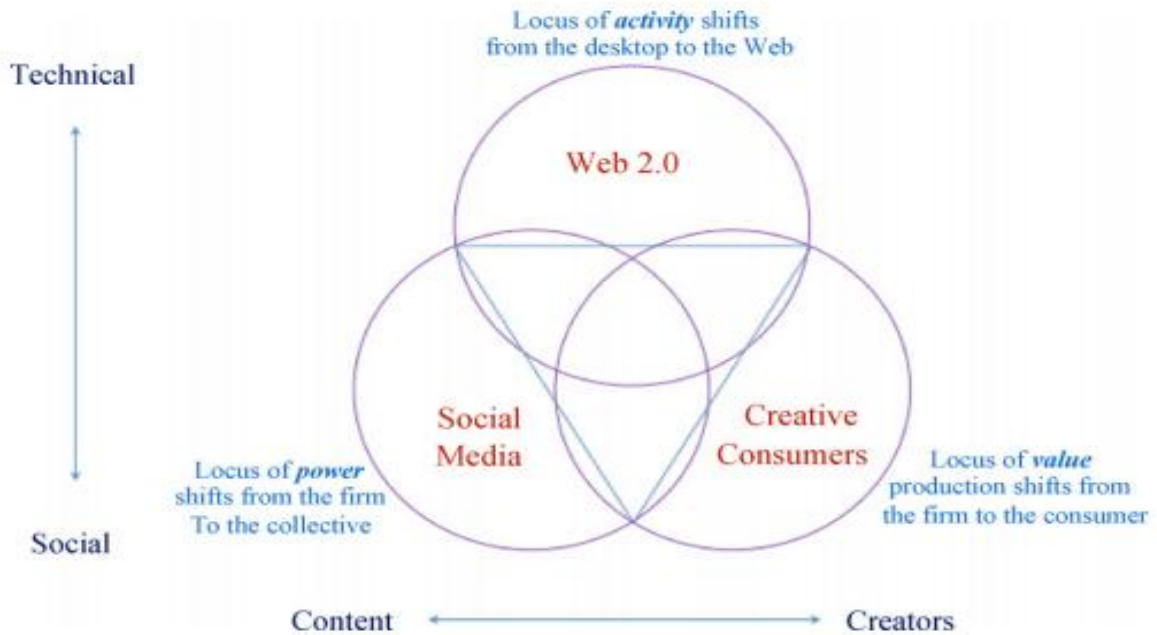 Locus of activity shifts
from the desktop to the Web
Technical
Web 2.0
Social
Media
Creative
Consumers
Locus of power
shifts from the firm
To the collective
Locus of value
production shifts from
the firm to the consumer
Social
Content
Creators